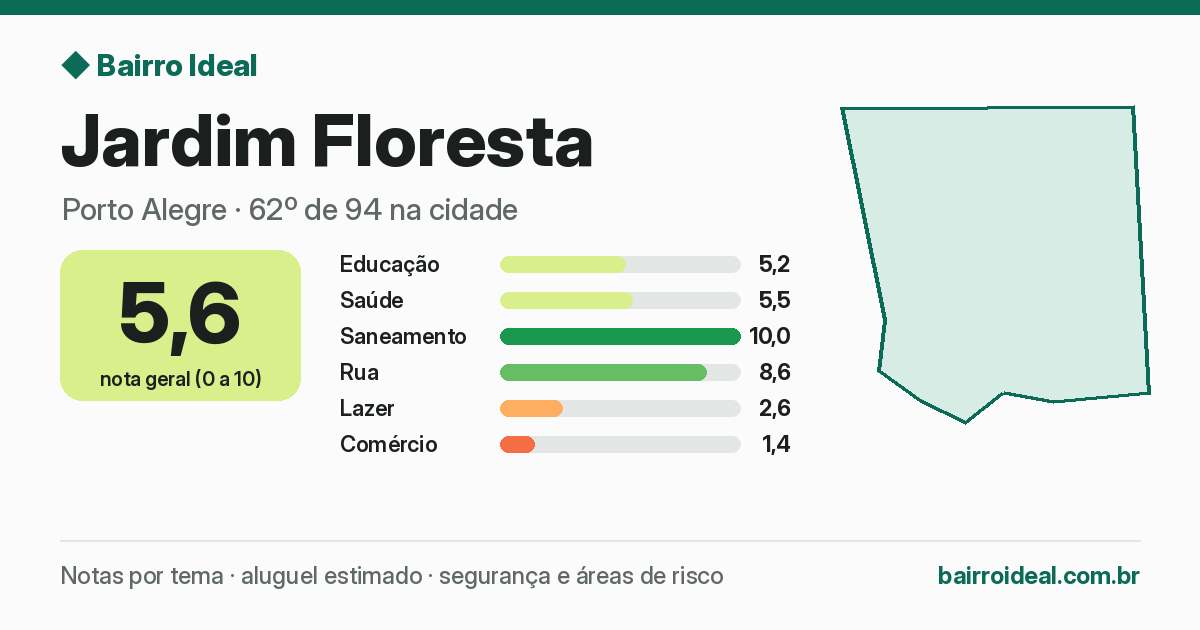 Bairro Ideal
Jardim Floresta
Porto Alegre · 62º de 94 na cidade
5,6
nota geral (0 a 10)
Educação 5,2
Saúde 5,5
Saneamento 10,0
Rua 8,6
Lazer 2,6
Comércio 1,4
Notas por tema · aluguel estimado · segurança e áreas de risco
bairroideal.com.br